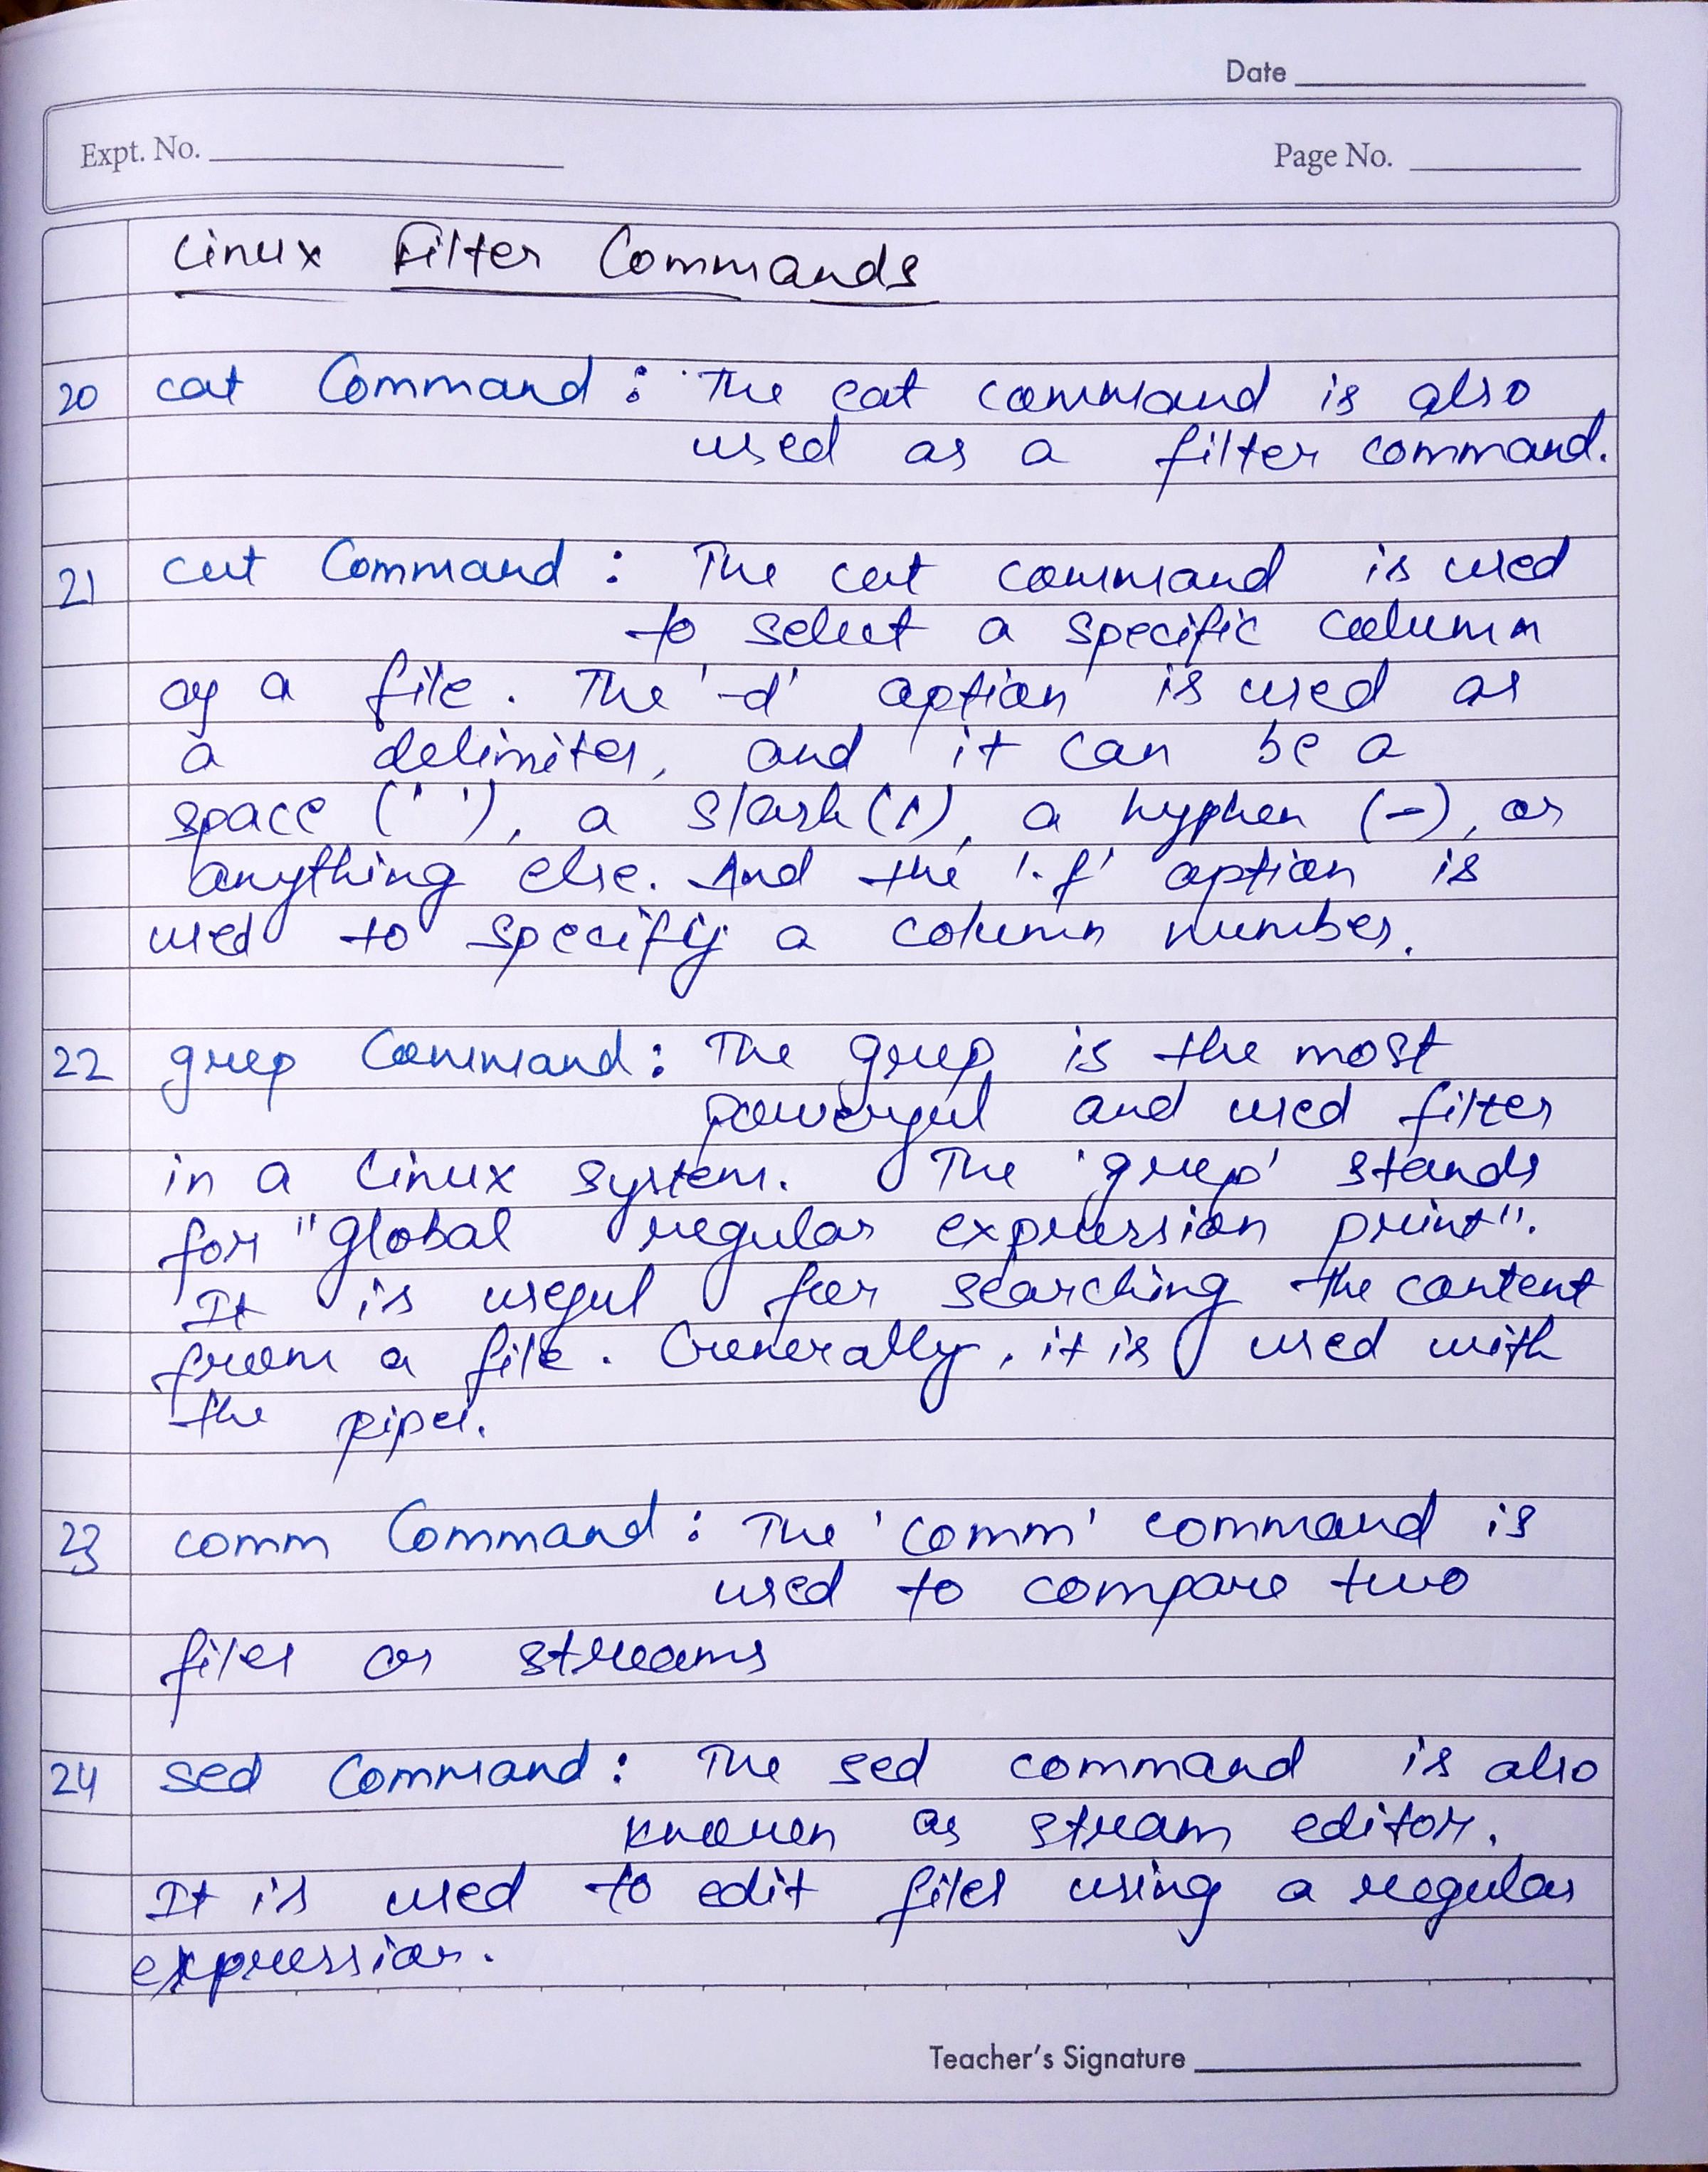 Date
Expt. No.
Page No.
Linux Filter Commands
20 cat Command : The cat command is also
used as a filter command.
21 cut Command : The cut command is used
to select a specific column
of a file. The '-d' option is used as
a delimiter, and it can be a
space (' '), a slash (/), a hyphen (-), or
anything else. And the '-f' option is
used to specify a column number.
22 grep Command : The grep is the most
powerful and used filter
in a Linux system. The 'grep' stands
for "global regular expression print".
It is useful for searching the content
from a file. Generally, it is used with
the pipe.
23 comm Command : The 'comm' command is
used to compare two
files or streams
24 sed Command : The sed command is also
known as stream editor.
It is used to edit files using a regular
expression.
Teacher's Signature